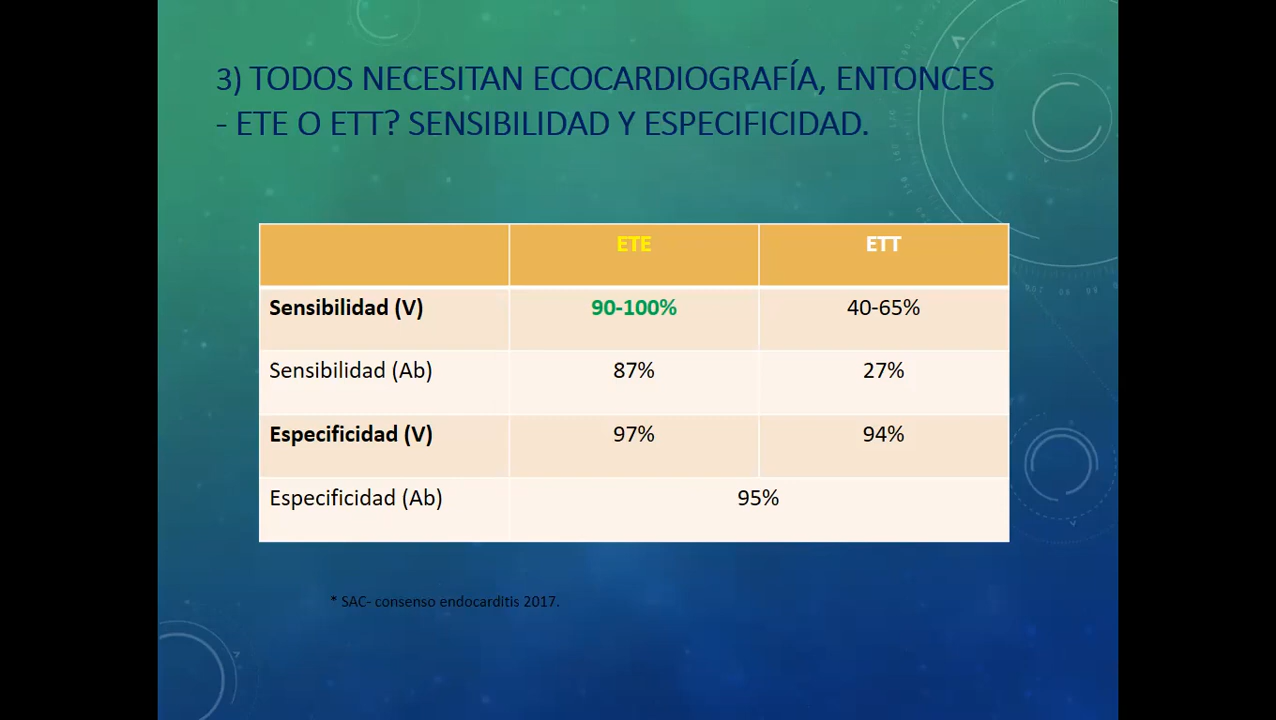 3) TODOS NECESITAN ECOCARDIOGRAFÍA, ENTONCES
- ETE O ETT? SENSIBILIDAD Y ESPECIFICIDAD.
ETE ETT
Sensibilidad (V) 90-100% 40-65%
Sensibilidad (Ab) 87% 27%
Especificidad (V) 97% 94%
Especificidad (Ab) 95%
* SAC- consenso endocarditis 2017.